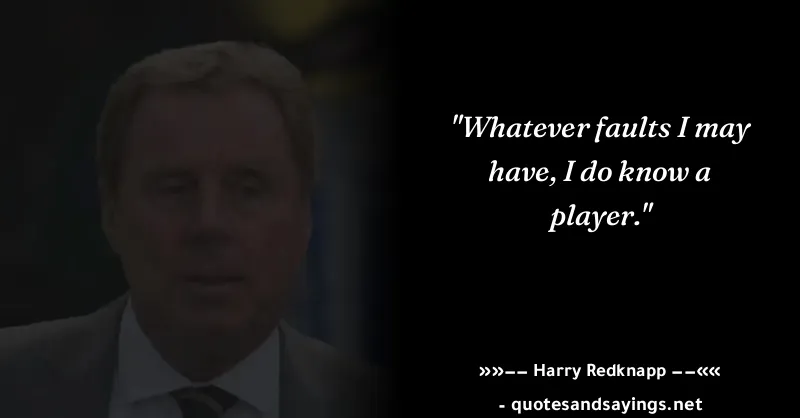 "Whatever faults I may
have, I do know a
player."
»»−− Harry Redknapp −−««
- quotesandsayings.net